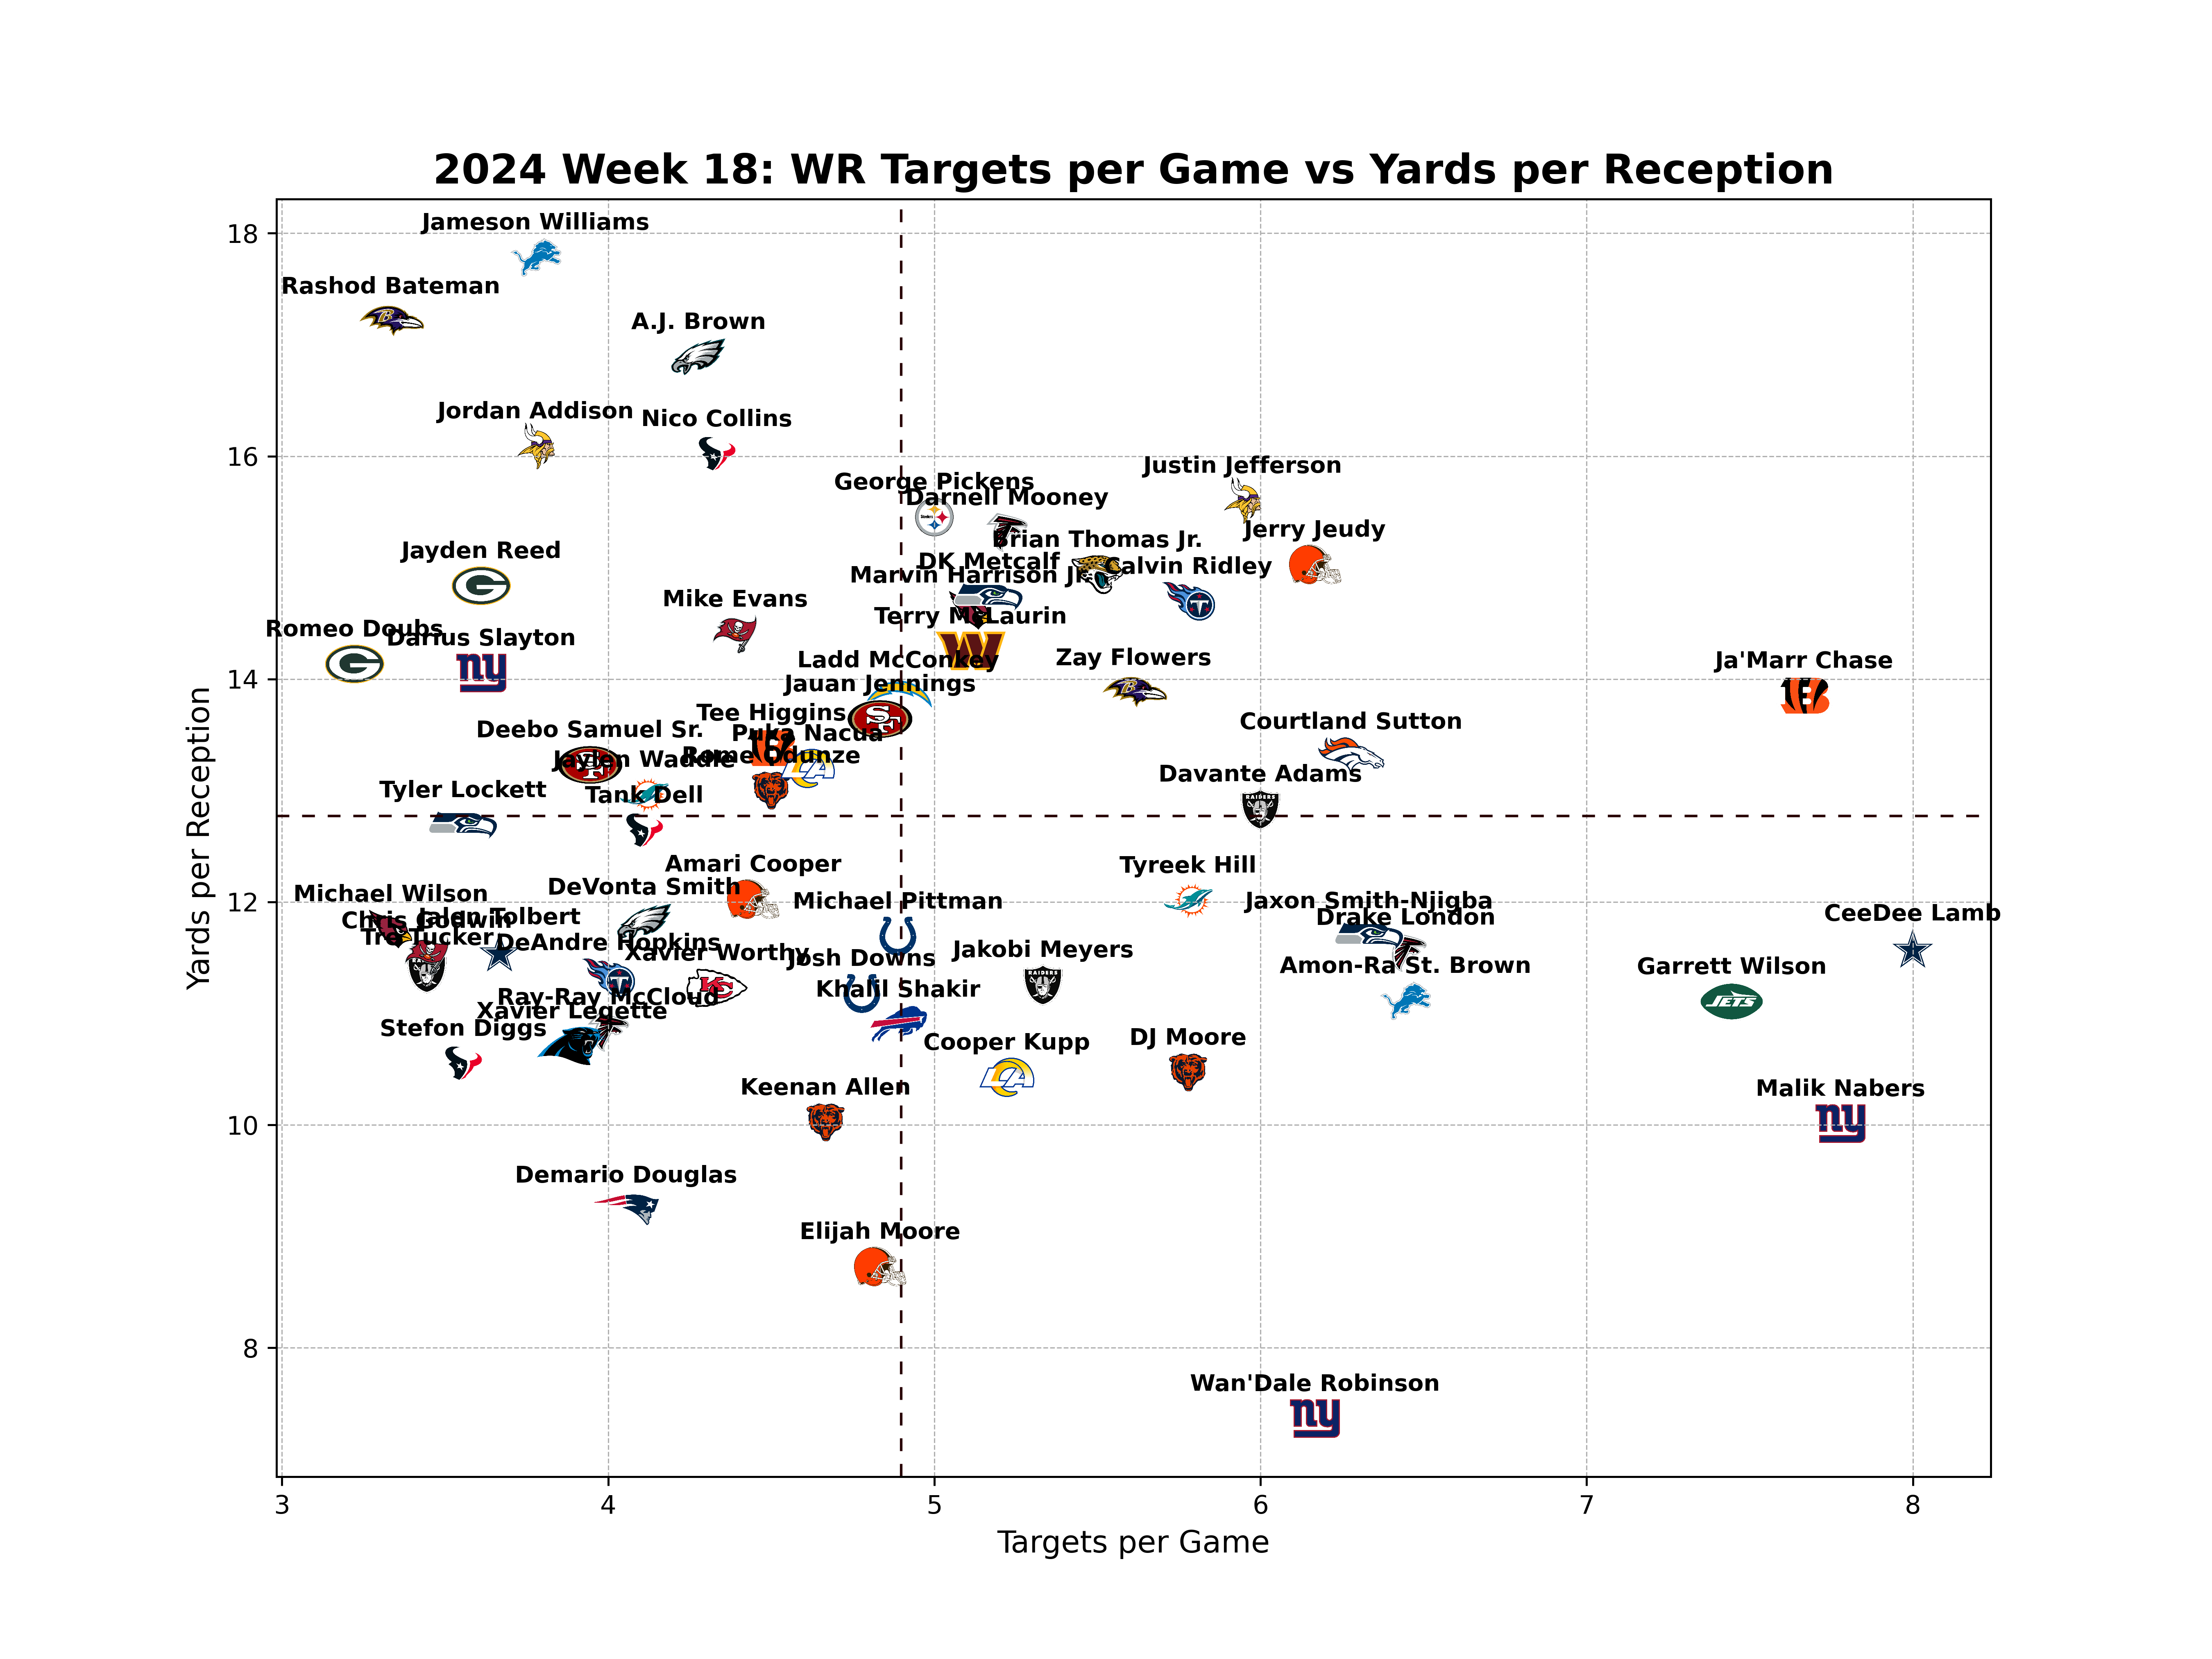 2024 Week 18: WR Targets per Game vs Yards per Reception
Jameson Williams
Rashod Bateman
A.J. Brown
Jordan Addison
Nico Collins
Justin Jefferson
George Pickens
Darnell Mooney
Jerry Jeudy
Brian Thomas Jr.
Jayden Reed
DK Metcalf
Calvin Ridley
Marvin Harrison Jr.
Mike Evans
Terry McLaurin
Romeo Doubs
Darius Slayton
Zay Flowers
Ladd McConkey
Ja'Marr Chase
Jauan Jennings
Tee Higgins
Courtland Sutton
Deebo Samuel Sr.
Puka Nacua
Rome Odunze
Jaylen Waddle
Davante Adams
Tyler Lockett
Tank Dell
Amari Cooper
Tyreek Hill
DeVonta Smith
Michael Wilson
Michael Pittman
Jaxon Smith-Njigba
CeeDee Lamb
Chris Godwin
Jalen Tolbert
Drake London
Tre Tucker
DeAndre Hopkins
Xavier Worthy
Jakobi Meyers
Josh Downs
Amon-Ra St. Brown
Garrett Wilson
Khalil Shakir
Ray-Ray McCloud
Xavier Legette
Stefon Diggs
Cooper Kupp
DJ Moore
Keenan Allen
Malik Nabers
Demario Douglas
Elijah Moore
Wan'Dale Robinson
18
16
14
12
10
8
Yards per Reception
3 4 5 6 7 8
Targets per Game